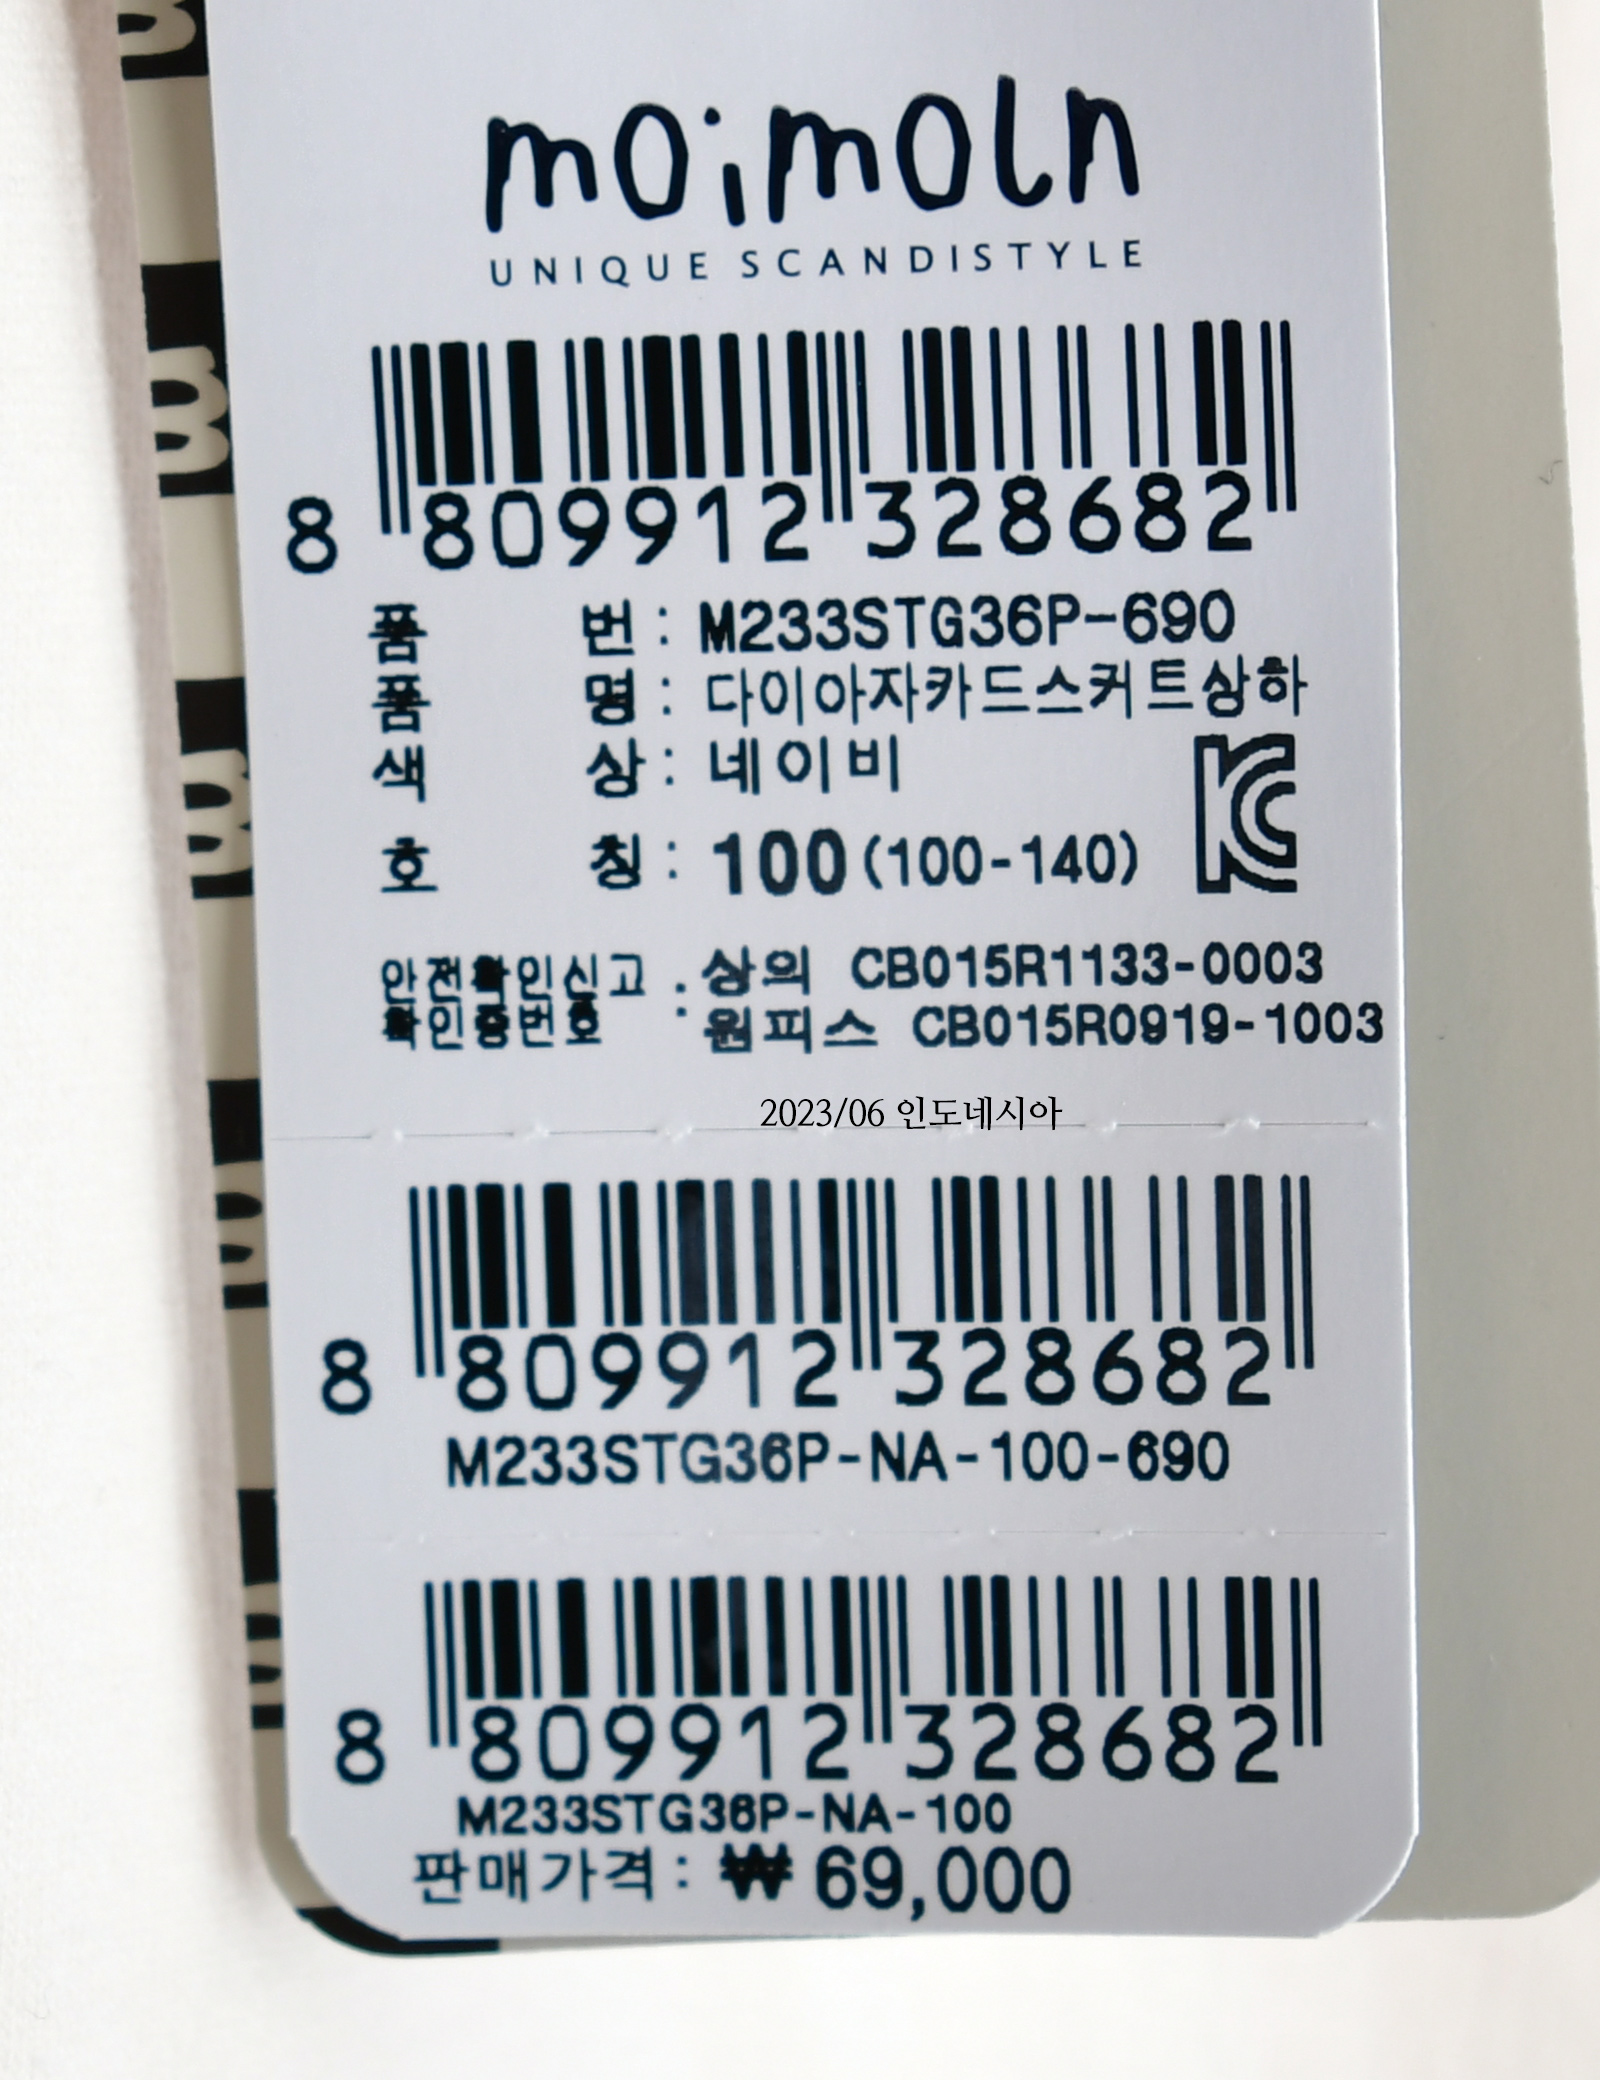 moimoln
UNIQUE SCANDISTYLE
8 809912 328682
품 번 : M233STG36P-690
품 명 : 다이아자카드스커트상하
색 상 : 네이비
호 칭 : 100 (100-140)
안전확인신고 확인증번호 : 상의 CB015R1133-0003
원피스 CB015R0919-1003
2023/06 인도네시아
8 809912 328682
M233STG36P-NA-100-690
8 809912 328682
M233STG36P-NA-100
판매가격 : ₩ 69,000